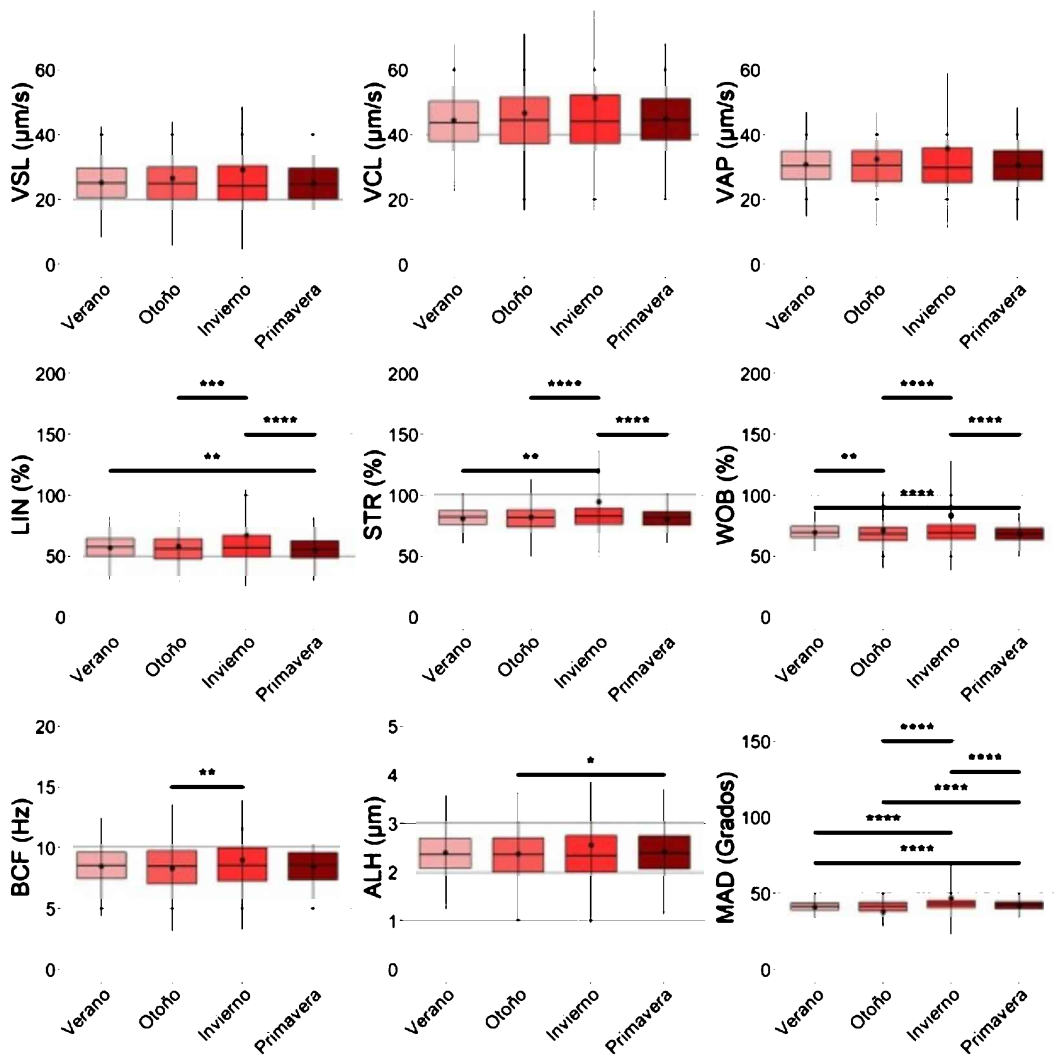 VSL (µm/s)
60
40
20
0
Verano
Otoño
Invierno
Primavera
VCL (µm/s)
60
40
20
0
Verano
Otoño
Invierno
Primavera
VAP (µm/s)
60
40
20
0
Verano
Otoño
Invierno
Primavera
LIN (%)
200
150
100
50
0
***
****
**
Verano
Otoño
Invierno
Primavera
STR (%)
200
150
100
50
0
****
****
**
Verano
Otoño
Invierno
Primavera
WOB (%)
200
150
100
50
0
****
****
**
****
Verano
Otoño
Invierno
Primavera
BCF (Hz)
20
15
10
5
0
**
Verano
Otoño
Invierno
Primavera
ALH (µm)
5
4
3
2
1
0
*
Verano
Otoño
Invierno
Primavera
MAD (Grados)
150
100
50
0
****
****
****
****
****
Verano
Otoño
Invierno
Primavera